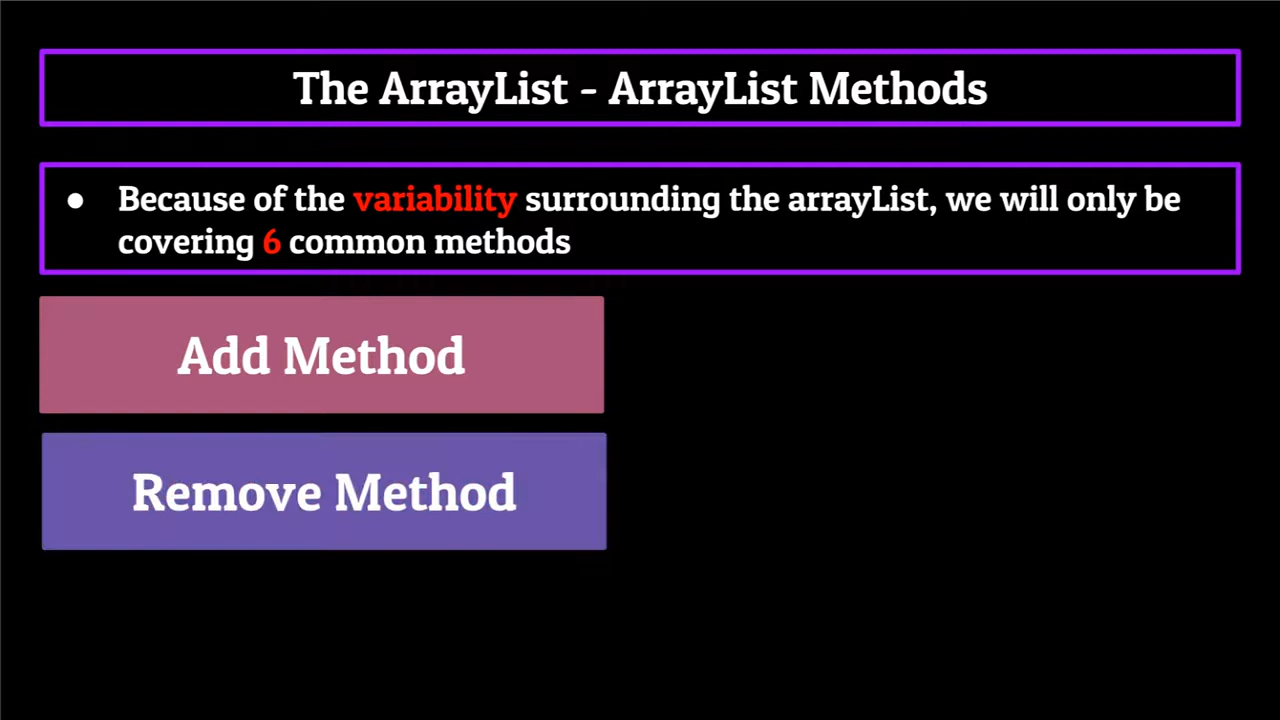 The ArrayList - ArrayList Methods
● Because of the variability surrounding the arrayList, we will only be
covering 6 common methods
Add Method
Remove Method